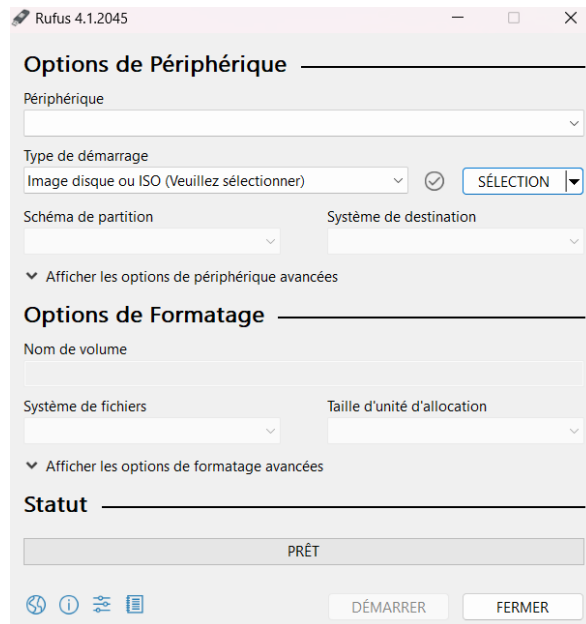 Rufus 4.1.2045
Options de Périphérique
Périphérique
Type de démarrage
Image disque ou ISO (Veuillez sélectionner)
SÉLECTION
Schéma de partition
Système de destination
Afficher les options de périphérique avancées
Options de Formatage
Nom de volume
Système de fichiers
Taille d'unité d'allocation
Afficher les options de formatage avancées
Statut
PRÊT
DÉMARRER
FERMER